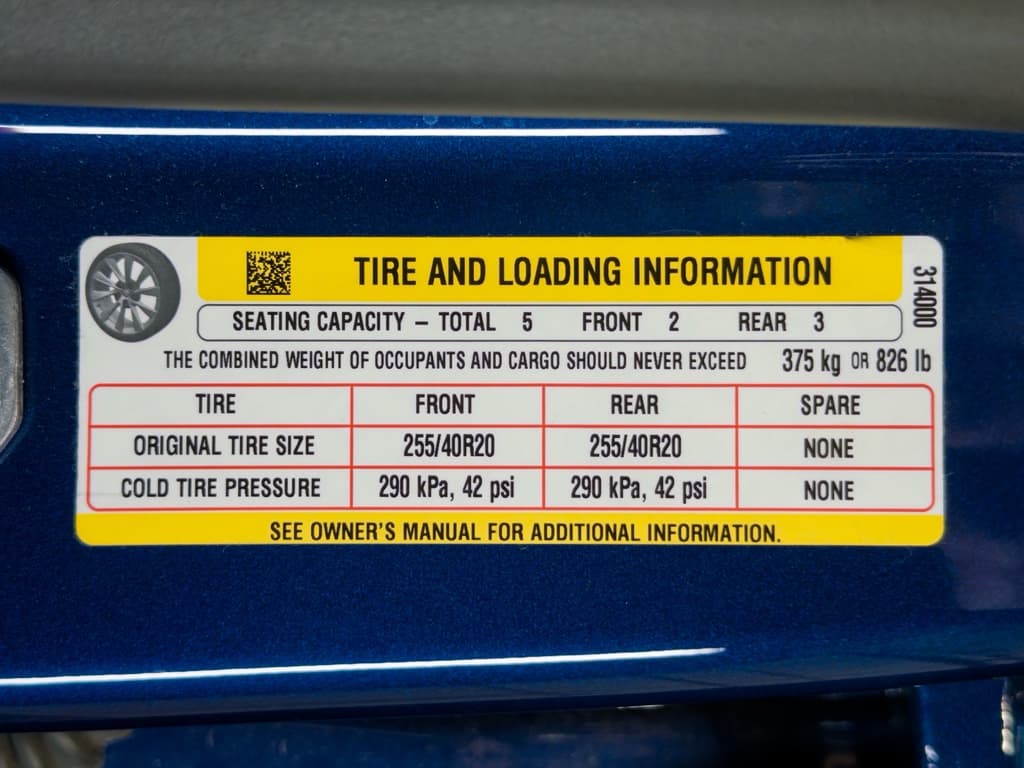 TIRE AND LOADING INFORMATION
314000
SEATING CAPACITY – TOTAL 5 FRONT 2 REAR 3
THE COMBINED WEIGHT OF OCCUPANTS AND CARGO SHOULD NEVER EXCEED 375 kg OR 826 lb
TIRE FRONT REAR SPARE
ORIGINAL TIRE SIZE 255/40R20 255/40R20 NONE
COLD TIRE PRESSURE 290 kPa, 42 psi 290 kPa, 42 psi NONE
SEE OWNER'S MANUAL FOR ADDITIONAL INFORMATION.